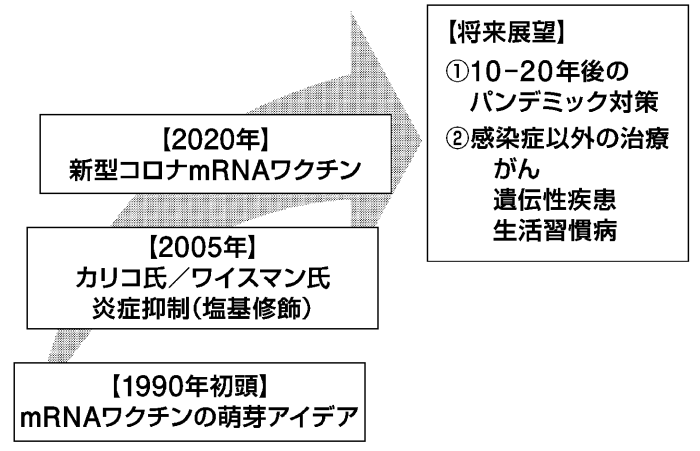 【将来展望】
①10−20年後の
パンデミック対策
②感染症以外の治療
がん
遺伝性疾患
生活習慣病
【2020年】
新型コロナmRNAワクチン
【2005年】
カリコ氏／ワイスマン氏
炎症抑制（塩基修飾）
【1990年初頭】
mRNAワクチンの萌芽アイデア